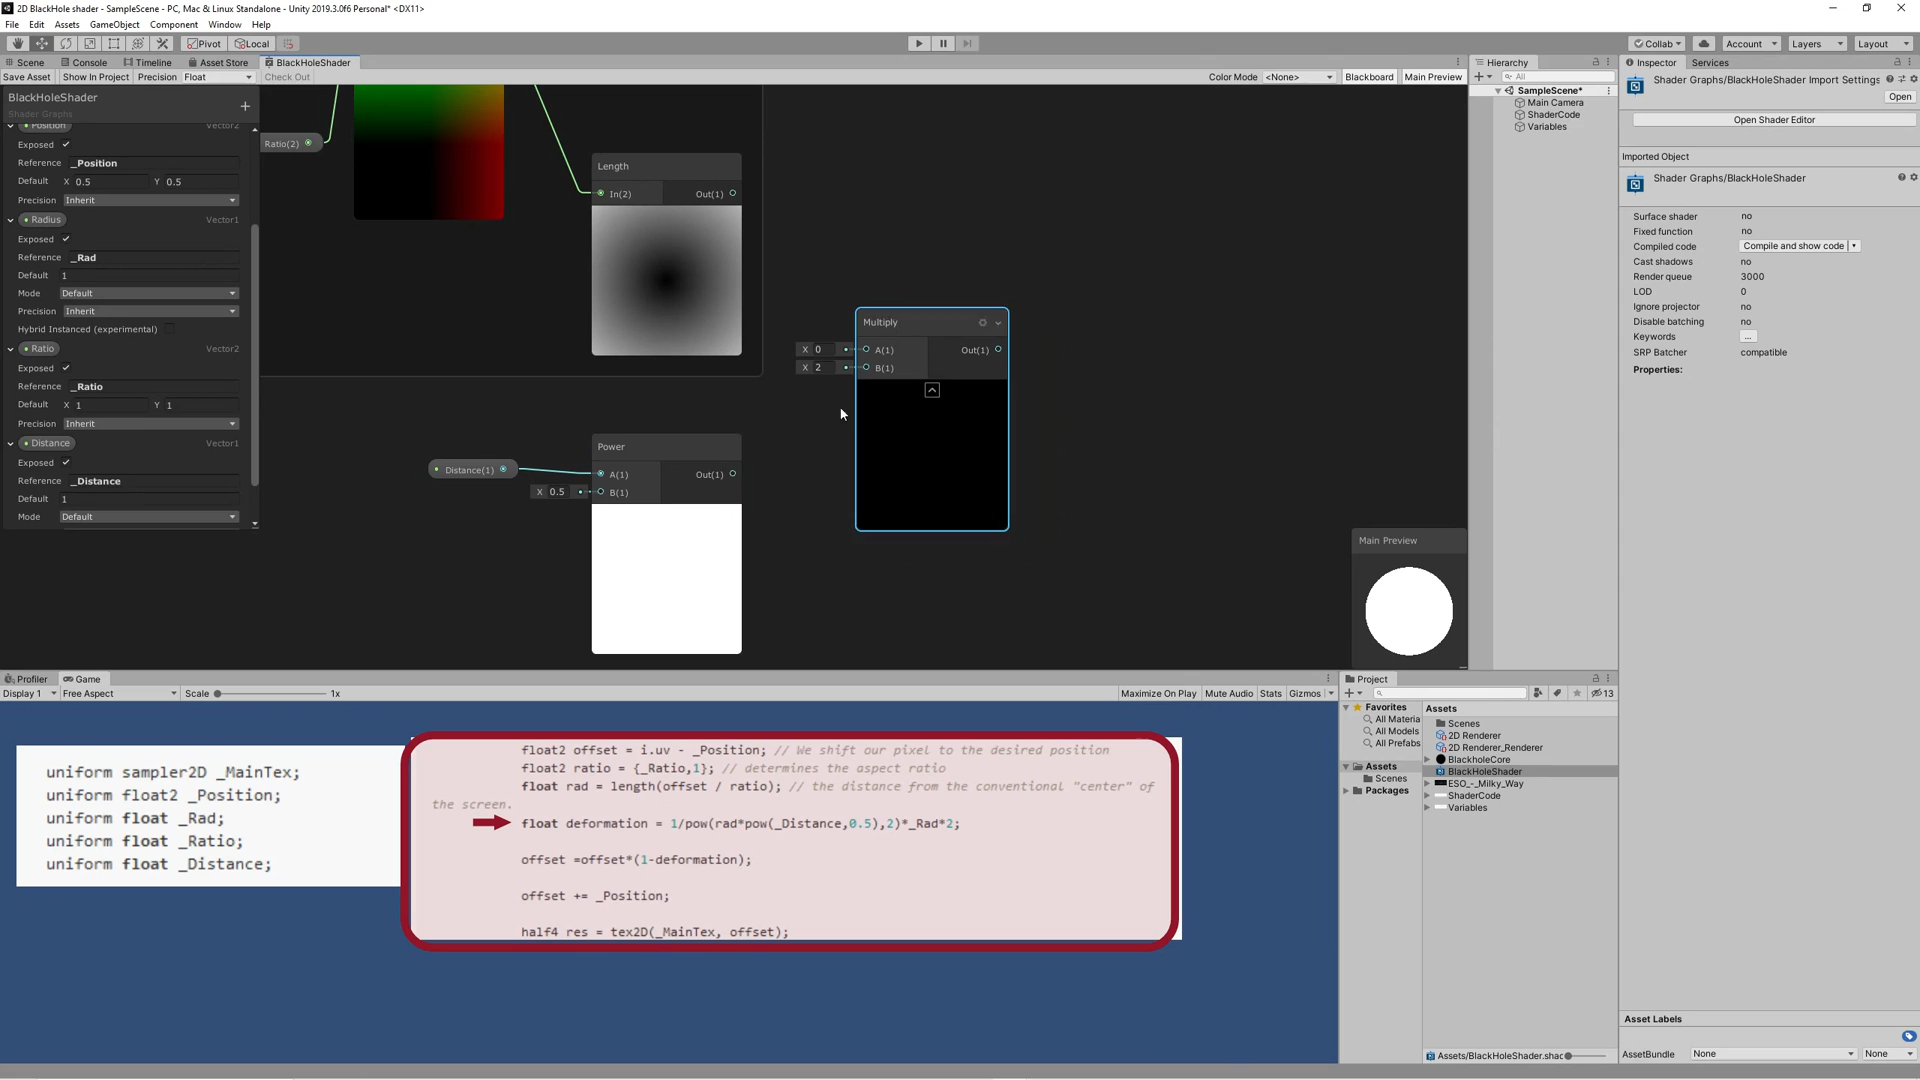 2D BlackHole shader - SampleScene - PC, Mac & Linux Standalone - Unity 2019.3.0f6 Personal* <DX11>
File Edit Assets GameObject Component Window Help
Pivot Local Collab Account Layers Layout
Scene Console Timeline Asset Store BlackHoleShader
Save Asset Show In Project Precision Float Check Out Color Mode <None> Blackboard Main Preview
BlackHoleShader
Shader Graphs
Position Vector2
Exposed
Reference _Position
Default X 0.5 Y 0.5
Precision Inherit
Radius Vector1
Exposed
Reference _Rad
Default 1
Mode Default
Precision Inherit
Hybrid Instanced (experimental)
Ratio Vector2
Exposed
Reference _Ratio
Default X 1 Y 1
Precision Inherit
Distance Vector1
Exposed
Reference _Distance
Default 1
Mode Default
Ratio(2)
Length
In(2) Out(1)
Multiply
X 0 A(1) Out(1)
X 2 B(1)
Power
Distance(1) A(1) Out(1)
X 0.5 B(1)
Main Preview
Hierarchy
All
SampleScene*
Main Camera
ShaderCode
Variables
Inspector Services
Shader Graphs/BlackHoleShader Import Settings
Open
Open Shader Editor
Imported Object
Shader Graphs/BlackHoleShader
Surface shader no
Fixed function no
Compiled code Compile and show code
Cast shadows no
Render queue 3000
LOD 0
Ignore projector no
Disable batching no
Keywords ...
SRP Batcher compatible
Properties:
Asset Labels
AssetBundle None None
Profiler Game
Display 1 Free Aspect Scale 1x Maximize On Play Mute Audio Stats Gizmos
uniform sampler2D _MainTex;
uniform float2 _Position;
uniform float _Rad;
uniform float _Ratio;
uniform float _Distance;
float2 offset = i.uv - _Position; // We shift our pixel to the desired position
float2 ratio = {_Ratio,1}; // determines the aspect ratio
float rad = length(offset / ratio); // the distance from the conventional "center" of
the screen.
float deformation = 1/pow(rad*pow(_Distance,0.5),2)*_Rad*2;
offset =offset*(1-deformation);
offset += _Position;
half4 res = tex2D(_MainTex, offset);
Project
13
Favorites
All Materia
All Models
All Prefabs
Assets
Scenes
Packages
Assets
Scenes
2D Renderer
2D Renderer_Renderer
BlackholeCore
BlackHoleShader
ESO_-_Milky_Way
ShaderCode
Variables
Assets/BlackHoleShader.shac